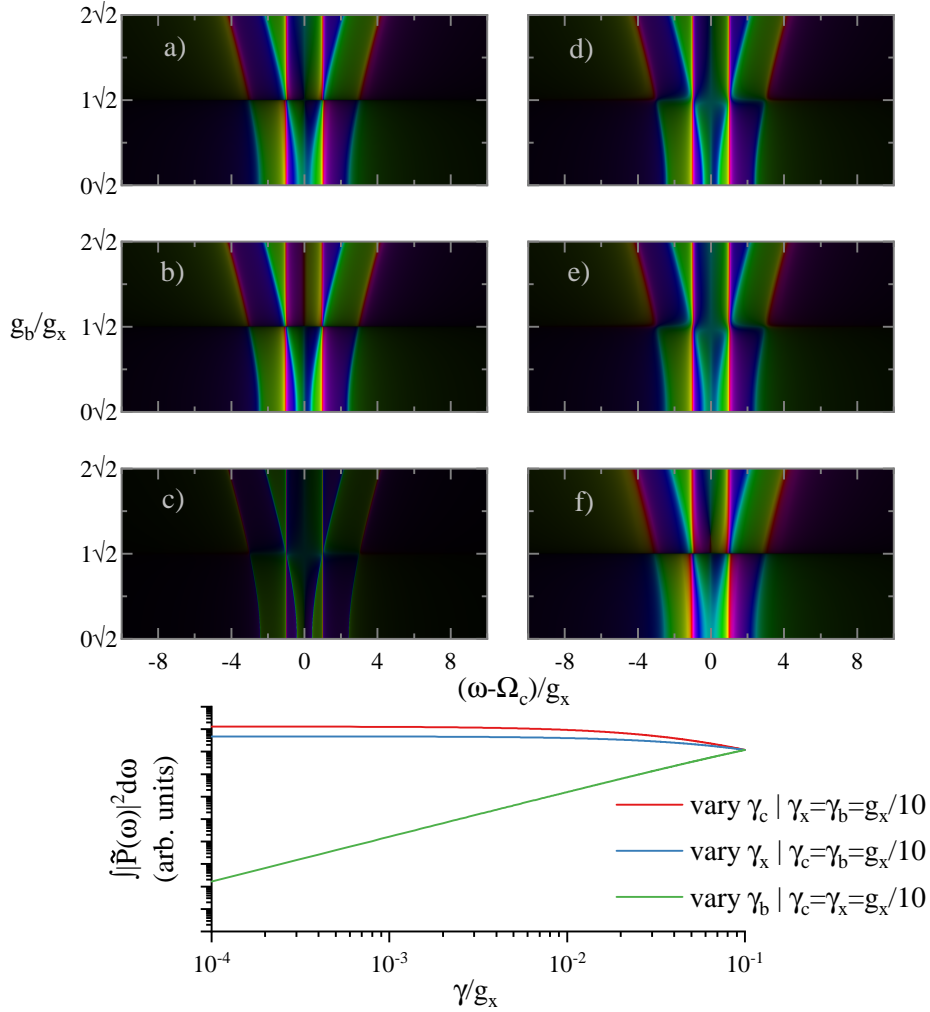 2√2
a)
d)
1√2
0√2
2√2
b)
e)
g_b/g_x
1√2
0√2
2√2
c)
f)
1√2
0√2
-8 -4 0 4 8 -8 -4 0 4 8
(ω-Ω_c)/g_x
∫|P̃(ω)|²dω
(arb. units)
vary γ_c | γ_x=γ_b=g_x/10
vary γ_x | γ_c=γ_b=g_x/10
vary γ_b | γ_c=γ_x=g_x/10
10⁻⁴ 10⁻³ 10⁻² 10⁻¹
γ/g_x